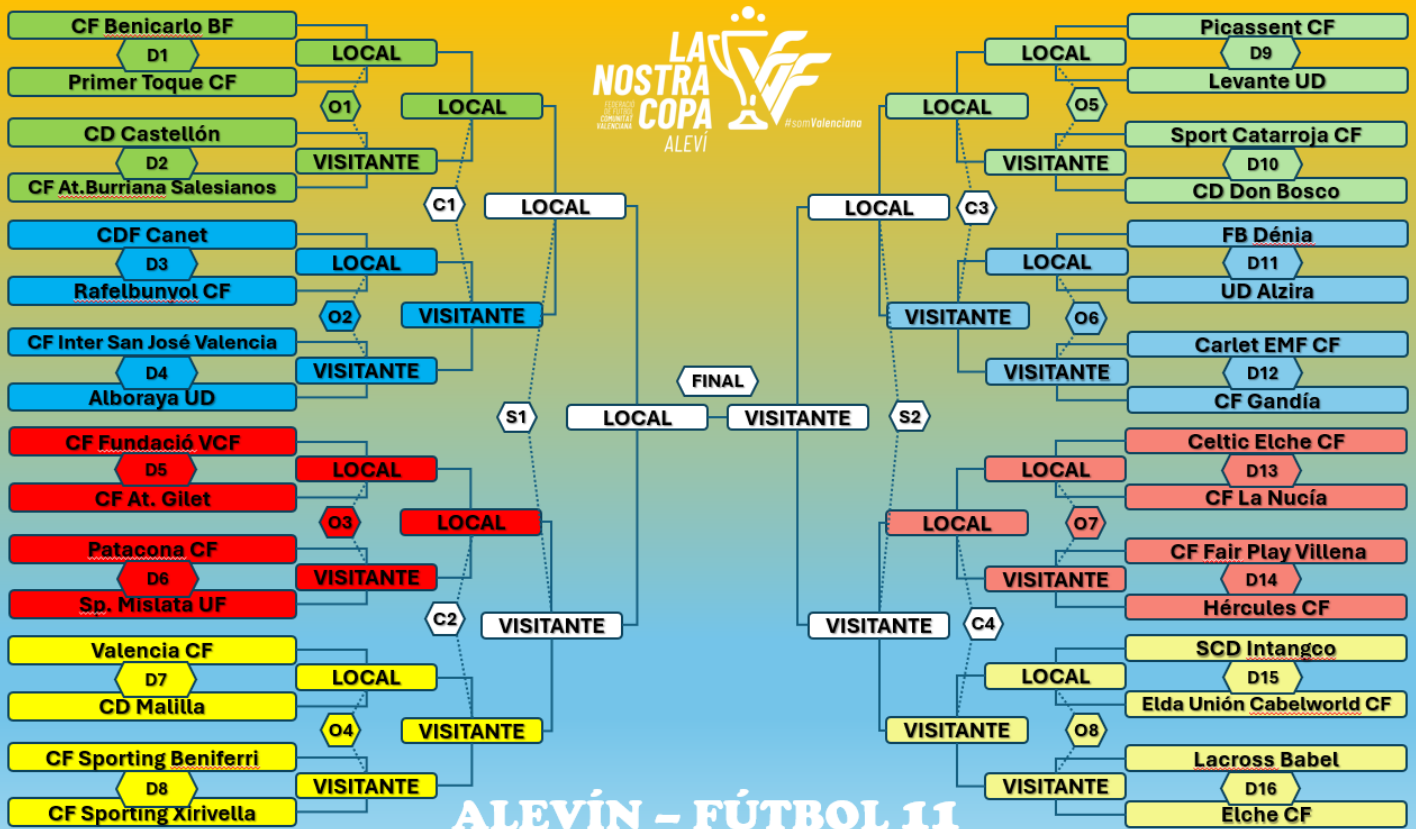 CF Benicarlo BF
D1
Primer Toque CF
CD Castellón
D2
CF At.Burriana Salesianos
CDF Canet
D3
Rafelbunyol CF
CF Inter San José Valencia
D4
Alboraya UD
CF Fundació VCF
D5
CF At. Gilet
Patacona CF
D6
Sp. Mislata UF
Valencia CF
D7
CD Malilla
CF Sporting Beniferri
D8
CF Sporting Xirivella
LOCAL
O1
VISITANTE
LOCAL
O2
VISITANTE
LOCAL
O3
VISITANTE
LOCAL
O4
VISITANTE
LOCAL
C1
VISITANTE
LOCAL
C2
VISITANTE
LOCAL
S1
VISITANTE
LA
NOSTRA
COPA
FEDERACIÓ
DE FUTBOL
COMUNITAT
VALENCIANA
ALEVÍ
VFF
#somValenciana
FINAL
LOCAL
VISITANTE
LOCAL
S2
VISITANTE
LOCAL
C3
VISITANTE
LOCAL
C4
VISITANTE
LOCAL
O5
VISITANTE
LOCAL
O6
VISITANTE
LOCAL
O7
VISITANTE
LOCAL
O8
VISITANTE
Picassent CF
D9
Levante UD
Sport Catarroja CF
D10
CD Don Bosco
FB Dénia
D11
UD Alzira
Carlet EMF CF
D12
CF Gandía
Celtic Elche CF
D13
CF La Nucía
CF Fair Play Villena
D14
Hércules CF
SCD Intangco
D15
Elda Unión Cabelworld CF
Lacross Babel
D16
Elche CF
ALEVÍN – FÚTBOL 11